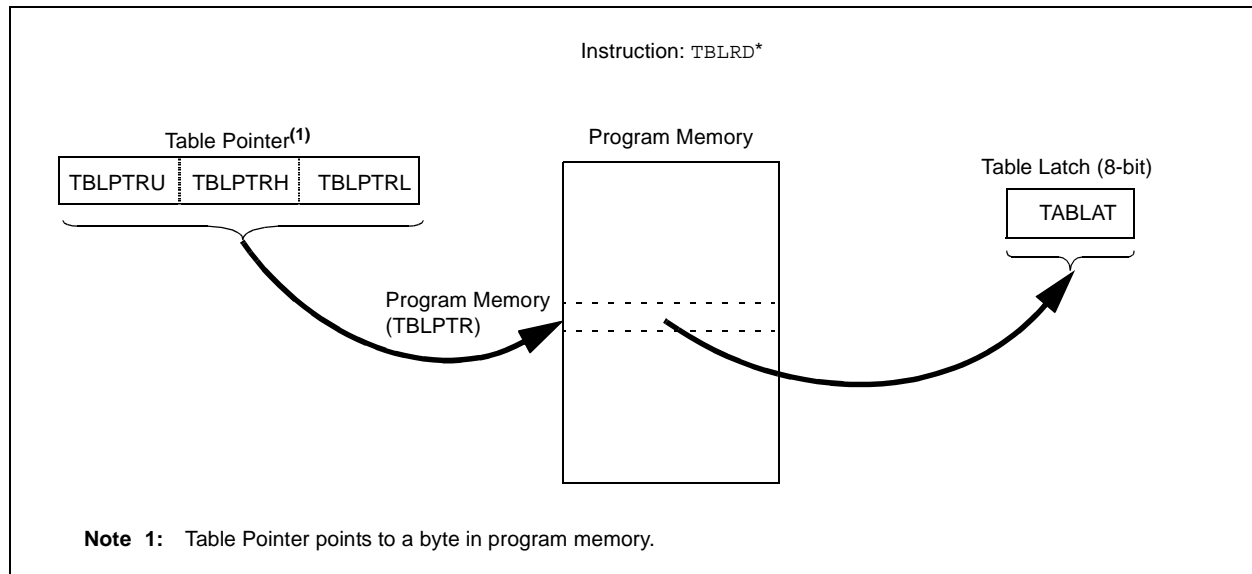 Instruction: TBLRD*
Table Pointer(1)
TBLPTRU TBLPTRH TBLPTRL
Program Memory
Table Latch (8-bit)
TABLAT
Program Memory
(TBLPTR)
Note 1: Table Pointer points to a byte in program memory.